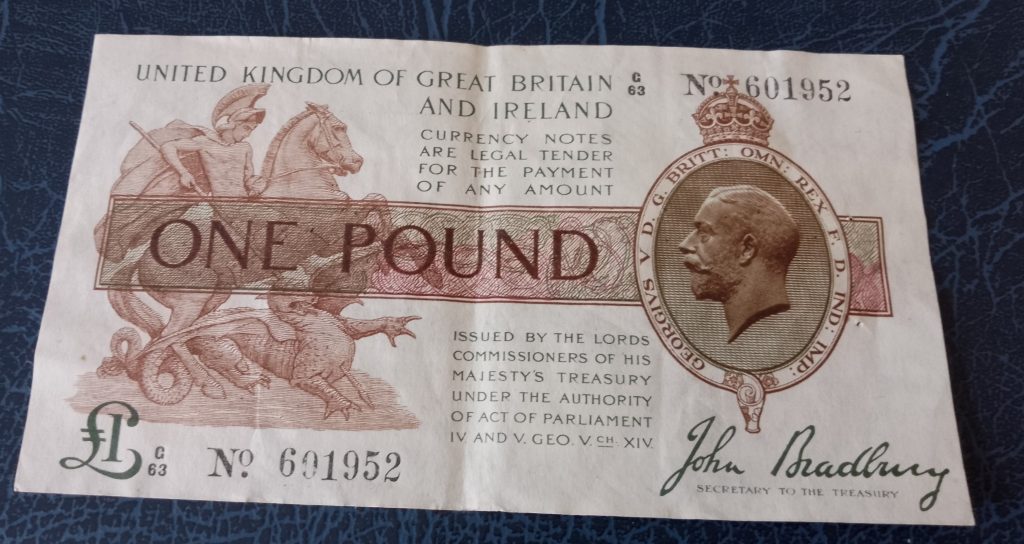 UNITED KINGDOM OF GREAT BRITAIN
AND IRELAND
G
63
No. 601952
CURRENCY NOTES
ARE LEGAL TENDER
FOR THE PAYMENT
OF ANY AMOUNT
ONE POUND
GEORGIVS V D. G. BRITT: OMN: REX F. D. IND: IMP:
ISSUED BY THE LORDS
COMMISSIONERS OF HIS
MAJESTY'S TREASURY
UNDER THE AUTHORITY
OF ACT OF PARLIAMENT
IV. AND V. GEO. V. CH. XIV.
£1
G
63
No. 601952
John Bradbury
SECRETARY TO THE TREASURY